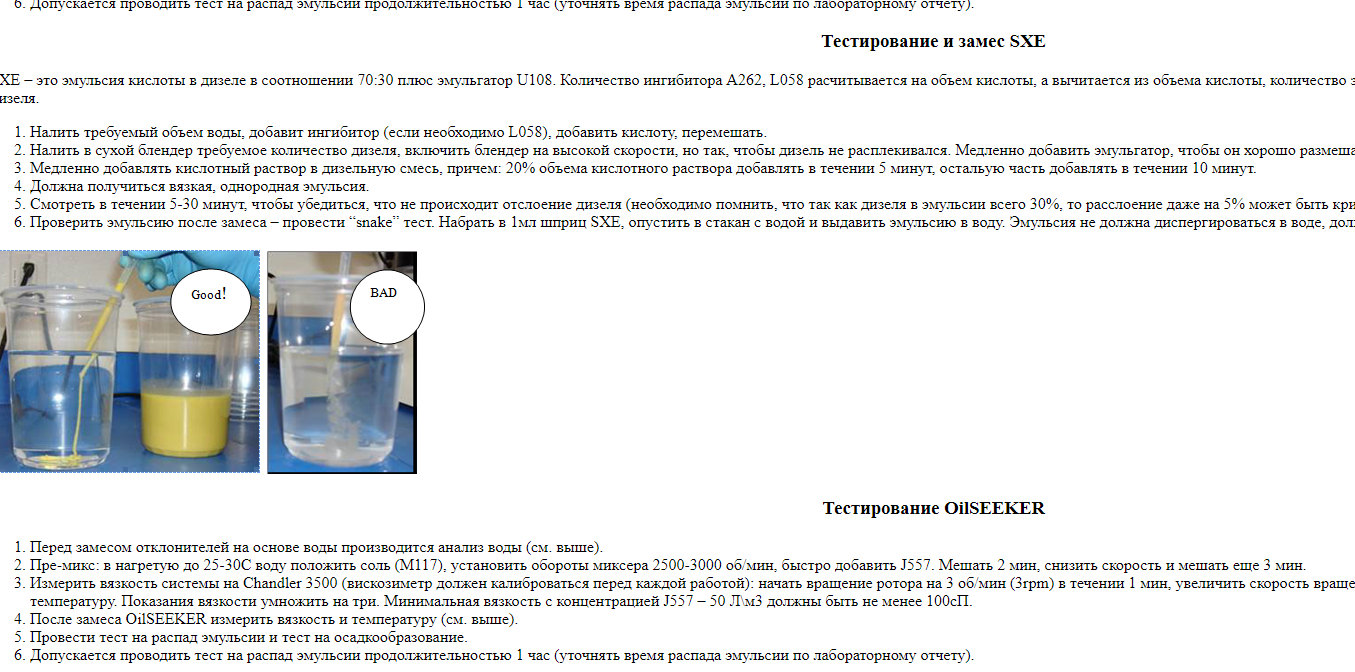 6. Допускается проводить тест на распад эмульсии продолжительностью 1 час (уточнять время распада эмульсии по лабораторному отчету).
Тестирование и замес SXE
XE – это эмульсия кислоты в дизеле в соотношении 70:30 плюс эмульгатор U108. Количество ингибитора А262, L058 расчитывается на объем кислоты, а вычитается из объема кислоты, количество
изеля.
1. Налить требуемый объем воды, добавит ингибитор (если необходимо L058), добавить кислоту, перемешать.
2. Налить в сухой блендер требуемое количество дизеля, включить блендер на высокой скорости, но так, чтобы дизель не расплекивался. Медленно добавить эмульгатор, чтобы он хорошо размеша
3. Медленно добавлять кислотный раствор в дизельную смесь, причем: 20% объема кислотного раствора добавлять в течении 5 минут, остальую часть добавлять в течении 10 минут.
4. Должна получиться вязкая, однородная эмульсия.
5. Смотреть в течении 5-30 минут, чтобы убедиться, что не происходит отслоение дизеля (необходимо помнить, что так как дизеля в эмульсии всего 30%, то расслоение даже на 5% может быть кри
6. Проверить эмульсию после замеса – провести “snake” тест. Набрать в 1мл шприц SXE, опустить в стакан с водой и выдавить эмульсию в воду. Эмульсия не должна диспергироваться в воде, дол
Good!
BAD
Тестирование OilSEEKER
1. Перед замесом отклонителей на основе воды производится анализ воды (см. выше).
2. Пре-микс: в нагретую до 25-30С воду положить соль (М117), установить обороты миксера 2500-3000 об/мин, быстро добавить J557. Мешать 2 мин, снизить скорость и мешать еще 3 мин.
3. Измерить вязкость системы на Chandler 3500 (вискозиметр должен калиброваться перед каждой работой): начать вращение ротора на 3 об/мин (3rpm) в течении 1 мин, увеличить скорость враще
температуру. Показания вязкости умножить на три. Минимальная вязкость с концентрацией J557 – 50 Л\м3 должны быть не менее 100сП.
4. После замеса OilSEEKER измерить вязкость и температуру (см. выше).
5. Провести тест на распад эмульсии и тест на осадкообразование.
6. Допускается проводить тест на распад эмульсии продолжительностью 1 час (уточнять время распада эмульсии по лабораторному отчету).